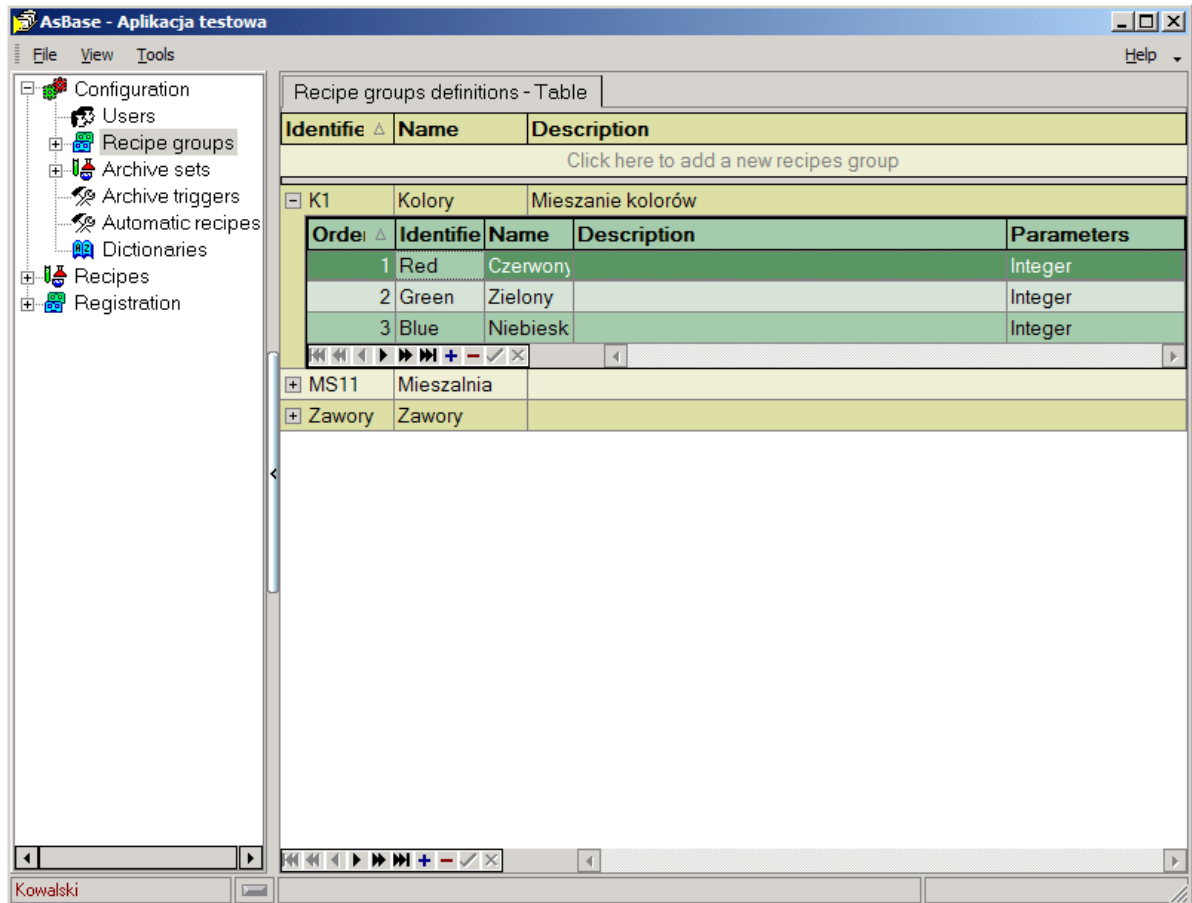 AsBase - Aplikacja testowa
File View Tools Help
Configuration
Users
Recipe groups
Archive sets
Archive triggers
Automatic recipes
Dictionaries
Recipes
Registration
Recipe groups definitions - Table
Identifie Name Description
Click here to add a new recipes group
K1 Kolory Mieszanie kolorów
Order Identifie Name Description Parameters
1 Red Czerwony Integer
2 Green Zielony Integer
3 Blue Niebiesk Integer
MS11 Mieszalnia
Zawory Zawory
Kowalski